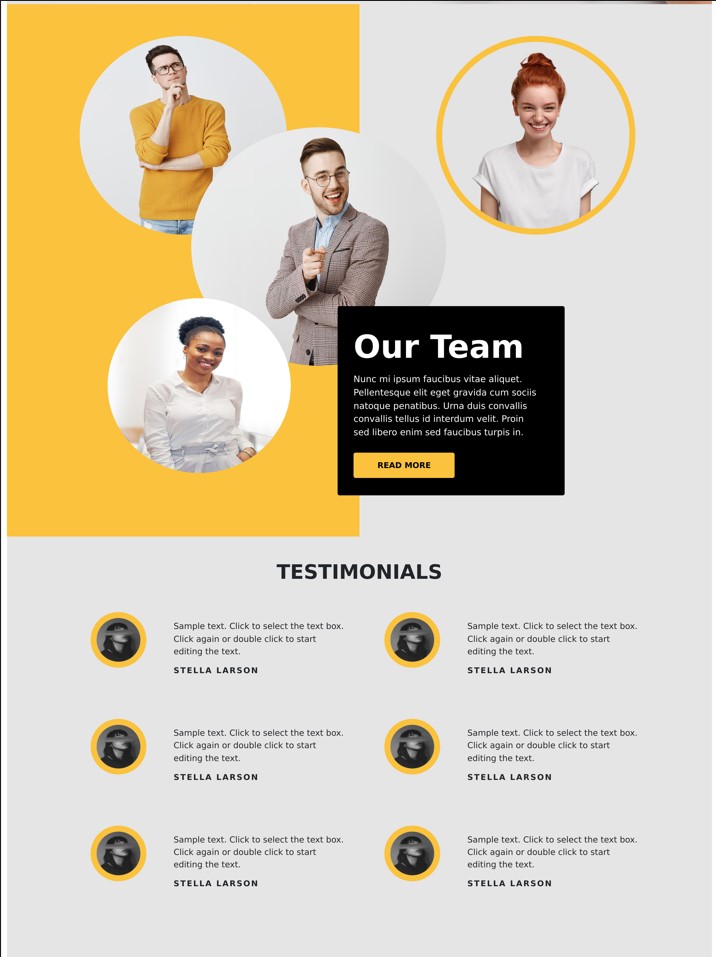 Our Team
Nunc mi ipsum faucibus vitae aliquet.
Pellentesque elit eget gravida cum sociis
natoque penatibus. Urna duis convallis
convallis tellus id interdum velit. Proin
sed libero enim sed faucibus turpis in.
READ MORE
TESTIMONIALS
Sample text. Click to select the text box.
Click again or double click to start
editing the text.
STELLA LARSON
Sample text. Click to select the text box.
Click again or double click to start
editing the text.
STELLA LARSON
Sample text. Click to select the text box.
Click again or double click to start
editing the text.
STELLA LARSON
Sample text. Click to select the text box.
Click again or double click to start
editing the text.
STELLA LARSON
Sample text. Click to select the text box.
Click again or double click to start
editing the text.
STELLA LARSON
Sample text. Click to select the text box.
Click again or double click to start
editing the text.
STELLA LARSON